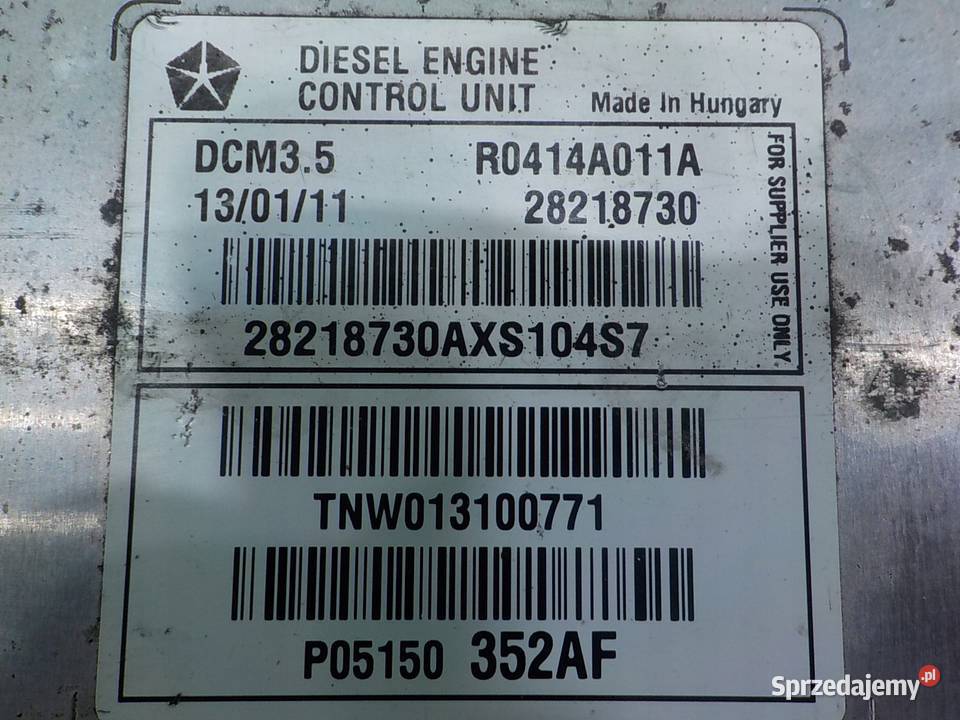 DIESEL ENGINE
CONTROL UNIT
Made In Hungary
DCM3.5 R0414A011A
13/01/11 28218730
28218730AXS104S7
FOR SUPPLIER USE ONLY
TNW013100771
P05150 352AF
Sprzedajemy.pl